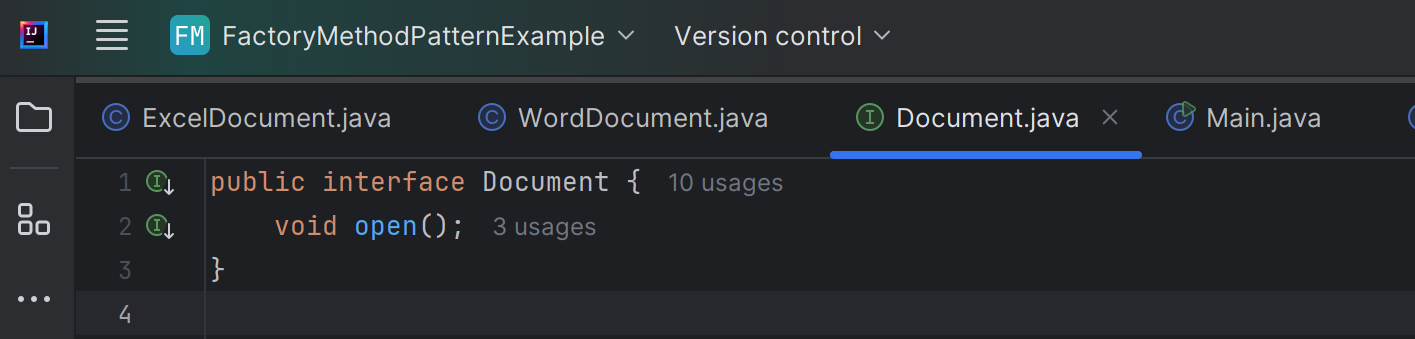 IJ FM FactoryMethodPatternExample Version control
C ExcelDocument.java C WordDocument.java I Document.java C Main.java
1 I public interface Document { 10 usages
2 I void open(); 3 usages
3 }
4